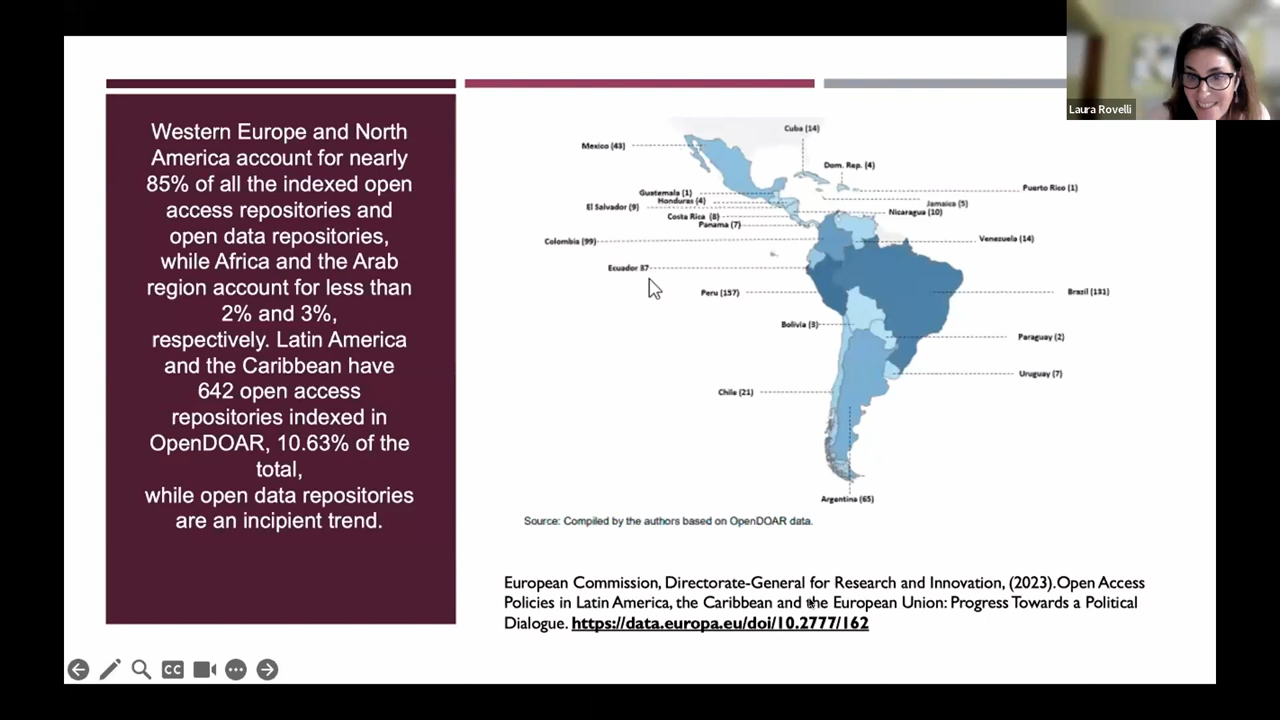 Laura Rovelli
Western Europe and North
America account for nearly
85% of all the indexed open
access repositories and
open data repositories,
while Africa and the Arab
region account for less than
2% and 3%,
respectively. Latin America
and the Caribbean have
642 open access
repositories indexed in
OpenDOAR, 10.63% of the
total,
while open data repositories
are an incipient trend.
Cuba (14)
Mexico (43)
Dom. Rep. (4)
Puerto Rico (1)
Guatemala (1)
Honduras (4)
Jamaica (5)
El Salvador (9)
Nicaragua (10)
Costa Rica (8)
Panama (7)
Colombia (99)
Venezuela (14)
Ecuador 37
Peru (157)
Brazil (131)
Bolivia (3)
Paraguay (2)
Uruguay (7)
Chile (21)
Argentina (65)
Source: Compiled by the authors based on OpenDOAR data.
European Commission, Directorate-General for Research and Innovation, (2023).Open Access
Policies in Latin America, the Caribbean and the European Union: Progress Towards a Political
Dialogue. https://data.europa.eu/doi/10.2777/162
CC